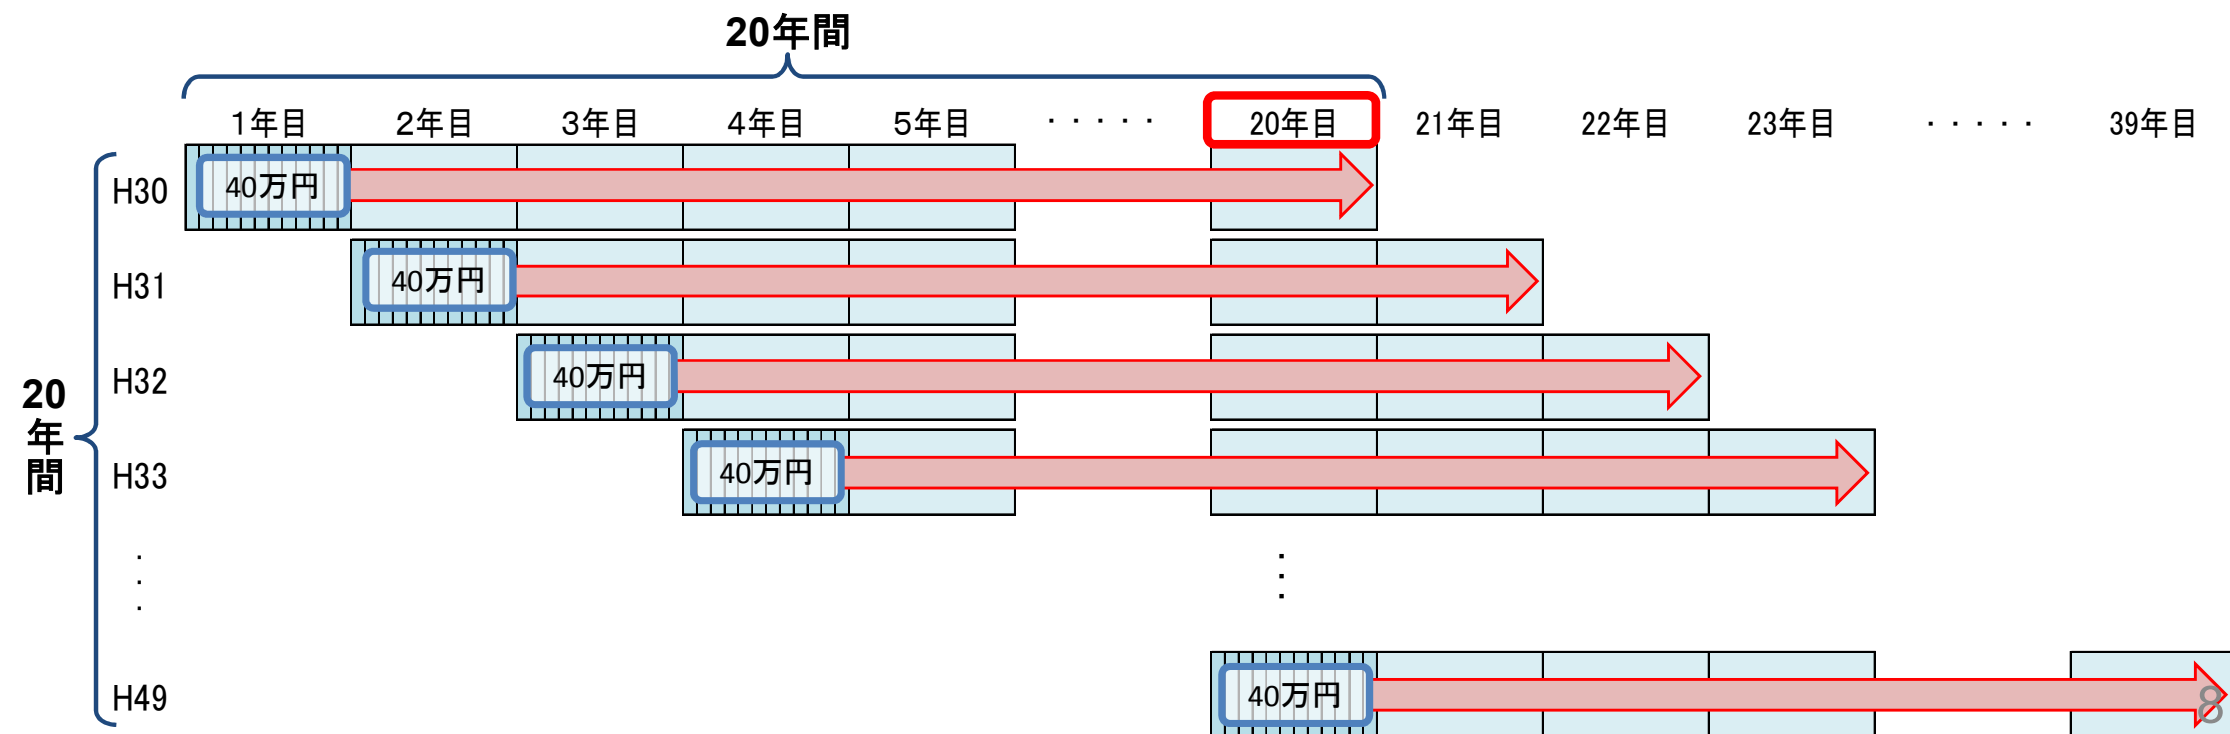 20年間
1年目 2年目 3年目 4年目 5年目 ・・・・・ 20年目 21年目 22年目 23年目 ・・・・・ 39年目
H30 40万円
H31 40万円
H32 40万円
20年間
H33 40万円
・・・ ・・・
H49 40万円
8